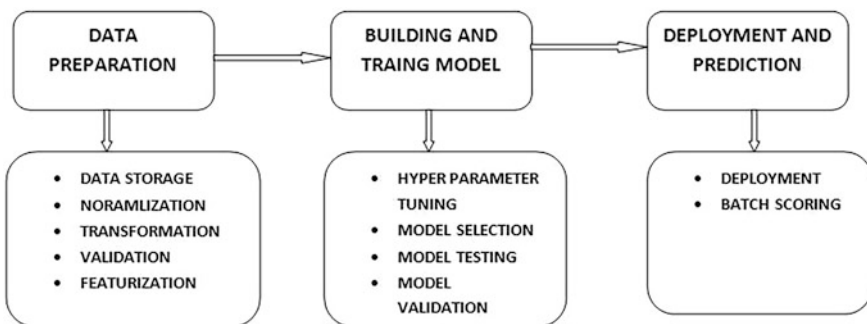 DATA
PREPARATION
BUILDING AND
TRAING MODEL
DEPLOYMENT AND
PREDICTION
• DATA STORAGE
• NORAMLIZATION
• TRANSFORMATION
• VALIDATION
• FEATURIZATION
• HYPER PARAMETER
TUNING
• MODEL SELECTION
• MODEL TESTING
• MODEL
VALIDATION
• DEPLOYMENT
• BATCH SCORING